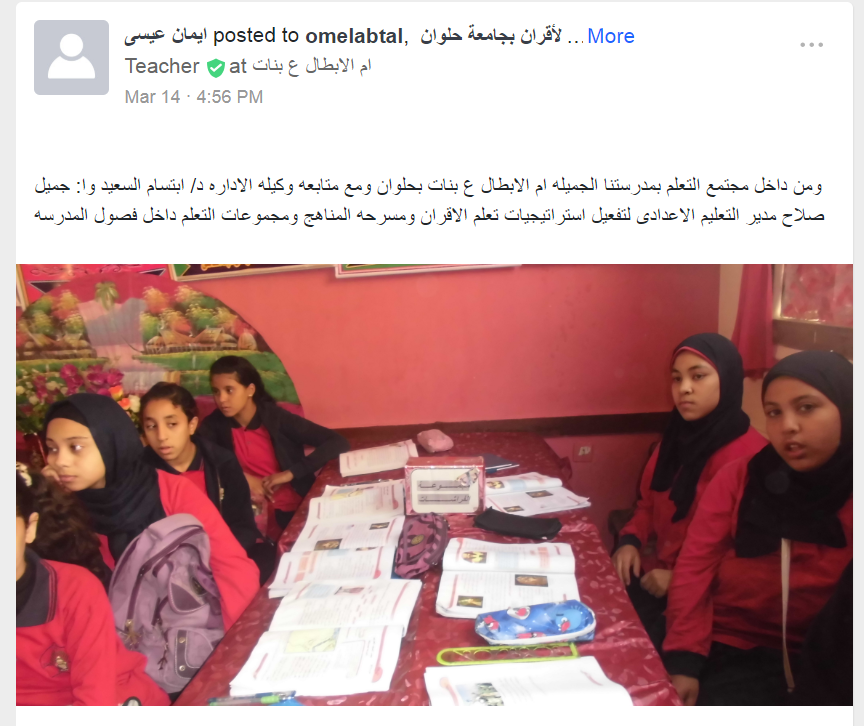 ايمان عيسى posted to omelabtal, لأقران بجامعة حلوان ... More
Teacher at ام الابطال ع بنات
Mar 14 · 4:56 PM
ومن داخل مجتمع التعلم بمدرستنا الجميله ام الابطال ع بنات بحلوان ومع متابعه وكيله الاداره د/ ابتسام السعيد وا: جميل
صلاح مدير التعليم الاعدادى لتفعيل استراتيجيات تعلم الاقران ومسرحه المناهج ومجموعات التعلم داخل فصول المدرسه
مجموعة